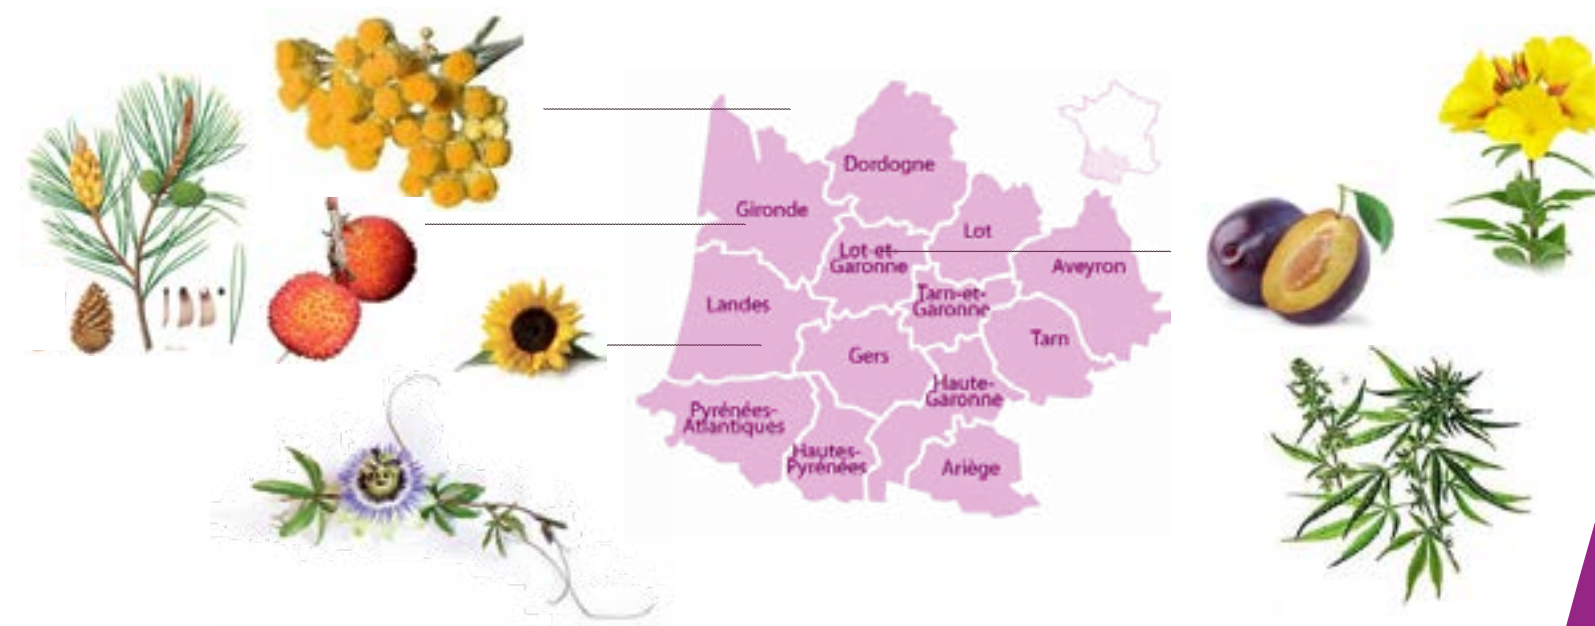 Dordogne
Gironde
Lot
Lot-et-
Garonne
Aveyron
Landes
Tarn-et-
Garonne
Tarn
Gers
Haute-
Garonne
Pyrénées-
Atlantiques
Hautes-
Pyrénées
Ariège